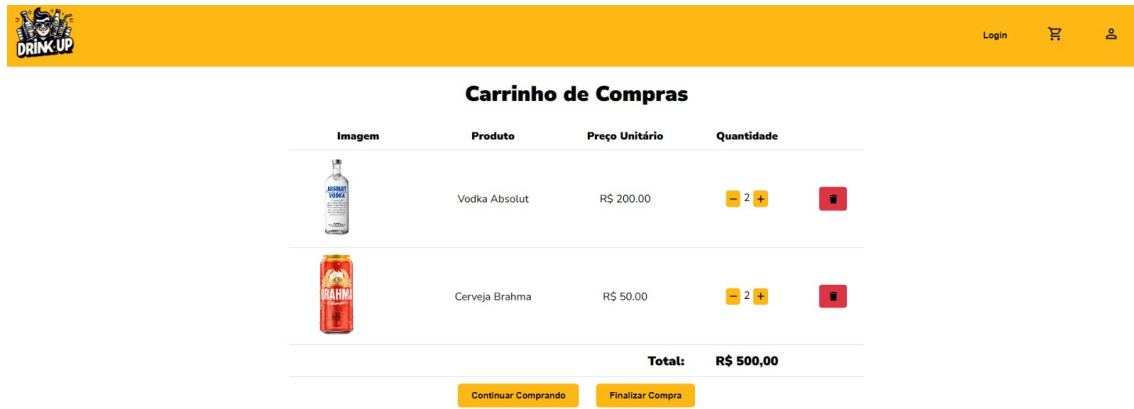 DRINK-UP
Login
Carrinho de Compras
Imagem Produto Preço Unitário Quantidade
ABSOLUT
VODKA
Vodka Absolut R$ 200.00 − 2 +
BRAHMA
Cerveja Brahma R$ 50.00 − 2 +
Total: R$ 500,00
Continuar Comprando Finalizar Compra